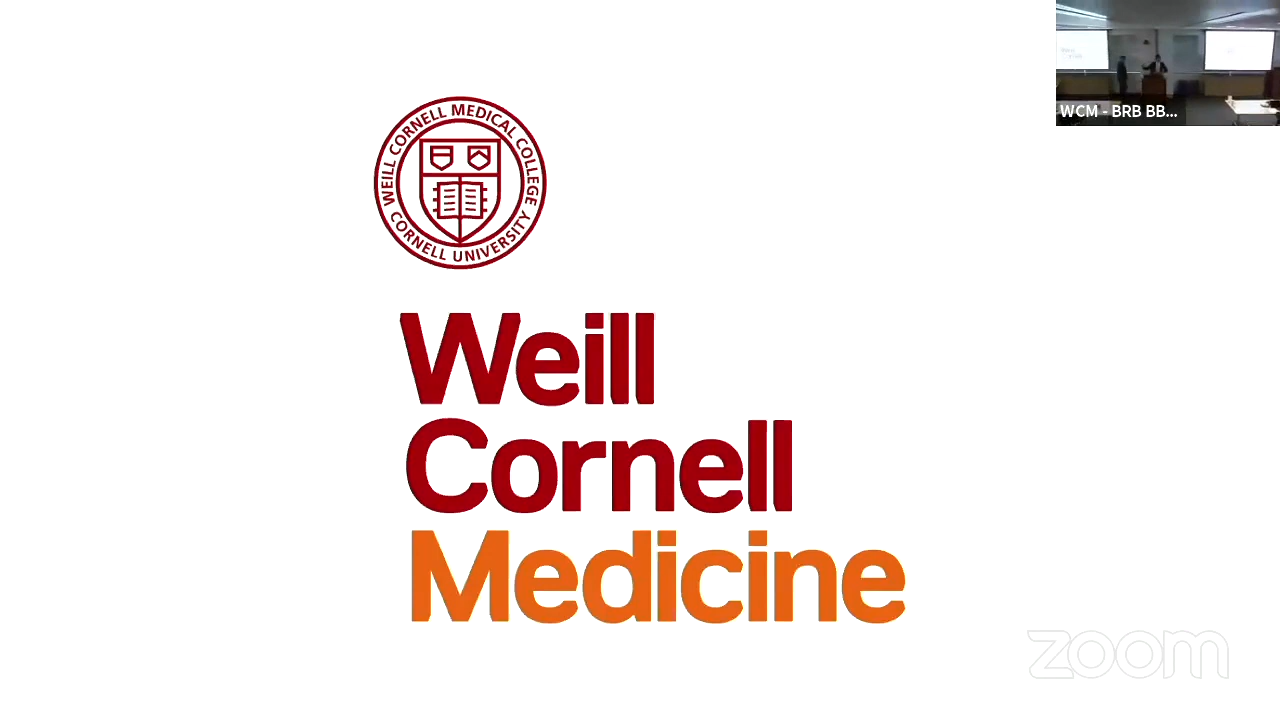 WCM - BRB BB...
WEILL CORNELL MEDICAL COLLEGE
CORNELL UNIVERSITY
Weill
Cornell
Medicine
zoom